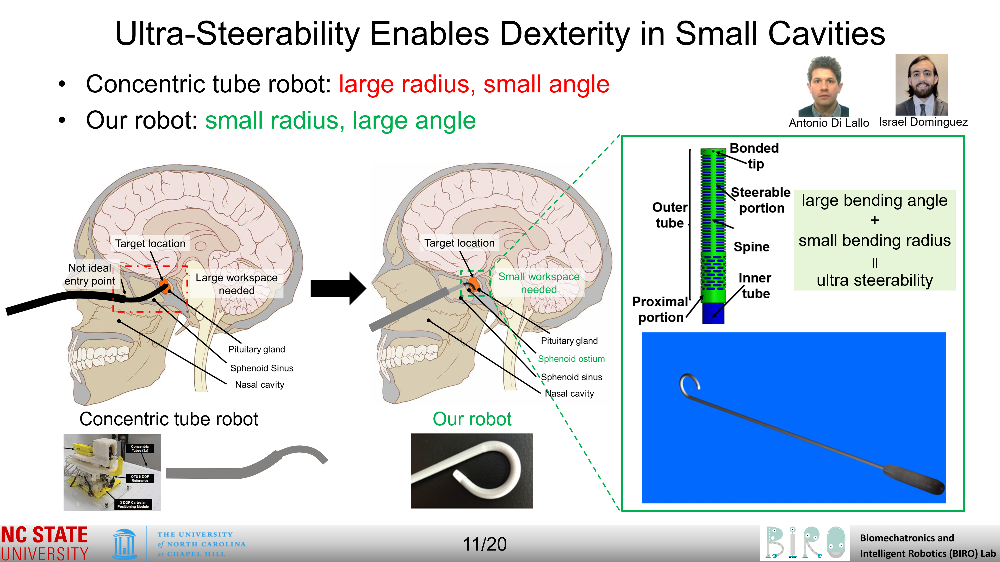 Ultra-Steerability Enables Dexterity in Small Cavities
• Concentric tube robot: large radius, small angle
• Our robot: small radius, large angle
Antonio Di Lallo
Israel Dominguez
Target location
Not ideal
entry point
Large workspace
needed
Pituitary gland
Sphenoid Sinus
Nasal cavity
Concentric tube robot
Concentric
Tubes (3x)
OTS 6-DOF
Reference
3-DOF Cartesian
Positioning Module
Target location
Small workspace
needed
Pituitary gland
Sphenoid ostium
Sphenoid sinus
Nasal cavity
Our robot
Bonded
tip
Steerable
portion
Outer
tube
Spine
Inner
tube
Proximal
portion
large bending angle
+
small bending radius
=
ultra steerability
NC STATE
UNIVERSITY
THE UNIVERSITY
of NORTH CAROLINA
at CHAPEL HILL
11/20
BIRO
Biomechatronics and
Intelligent Robotics (BIRO) Lab